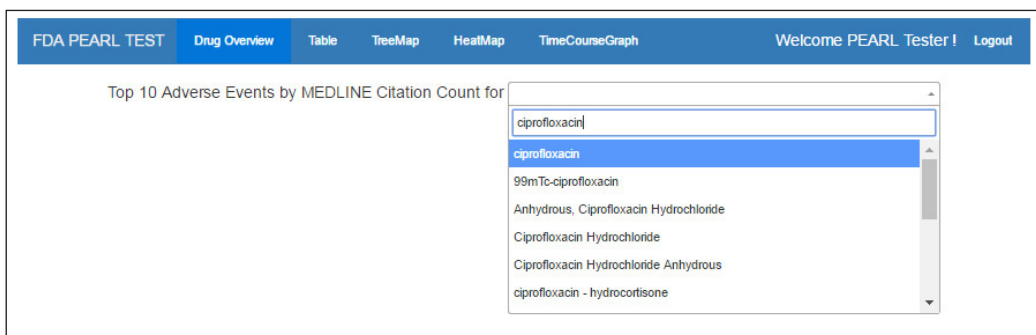 FDA PEARL TEST Drug Overview Table TreeMap HeatMap TimeCourseGraph Welcome PEARL Tester ! Logout
Top 10 Adverse Events by MEDLINE Citation Count for
ciprofloxacin
ciprofloxacin
99mTc-ciprofloxacin
Anhydrous, Ciprofloxacin Hydrochloride
Ciprofloxacin Hydrochloride
Ciprofloxacin Hydrochloride Anhydrous
ciprofloxacin - hydrocortisone